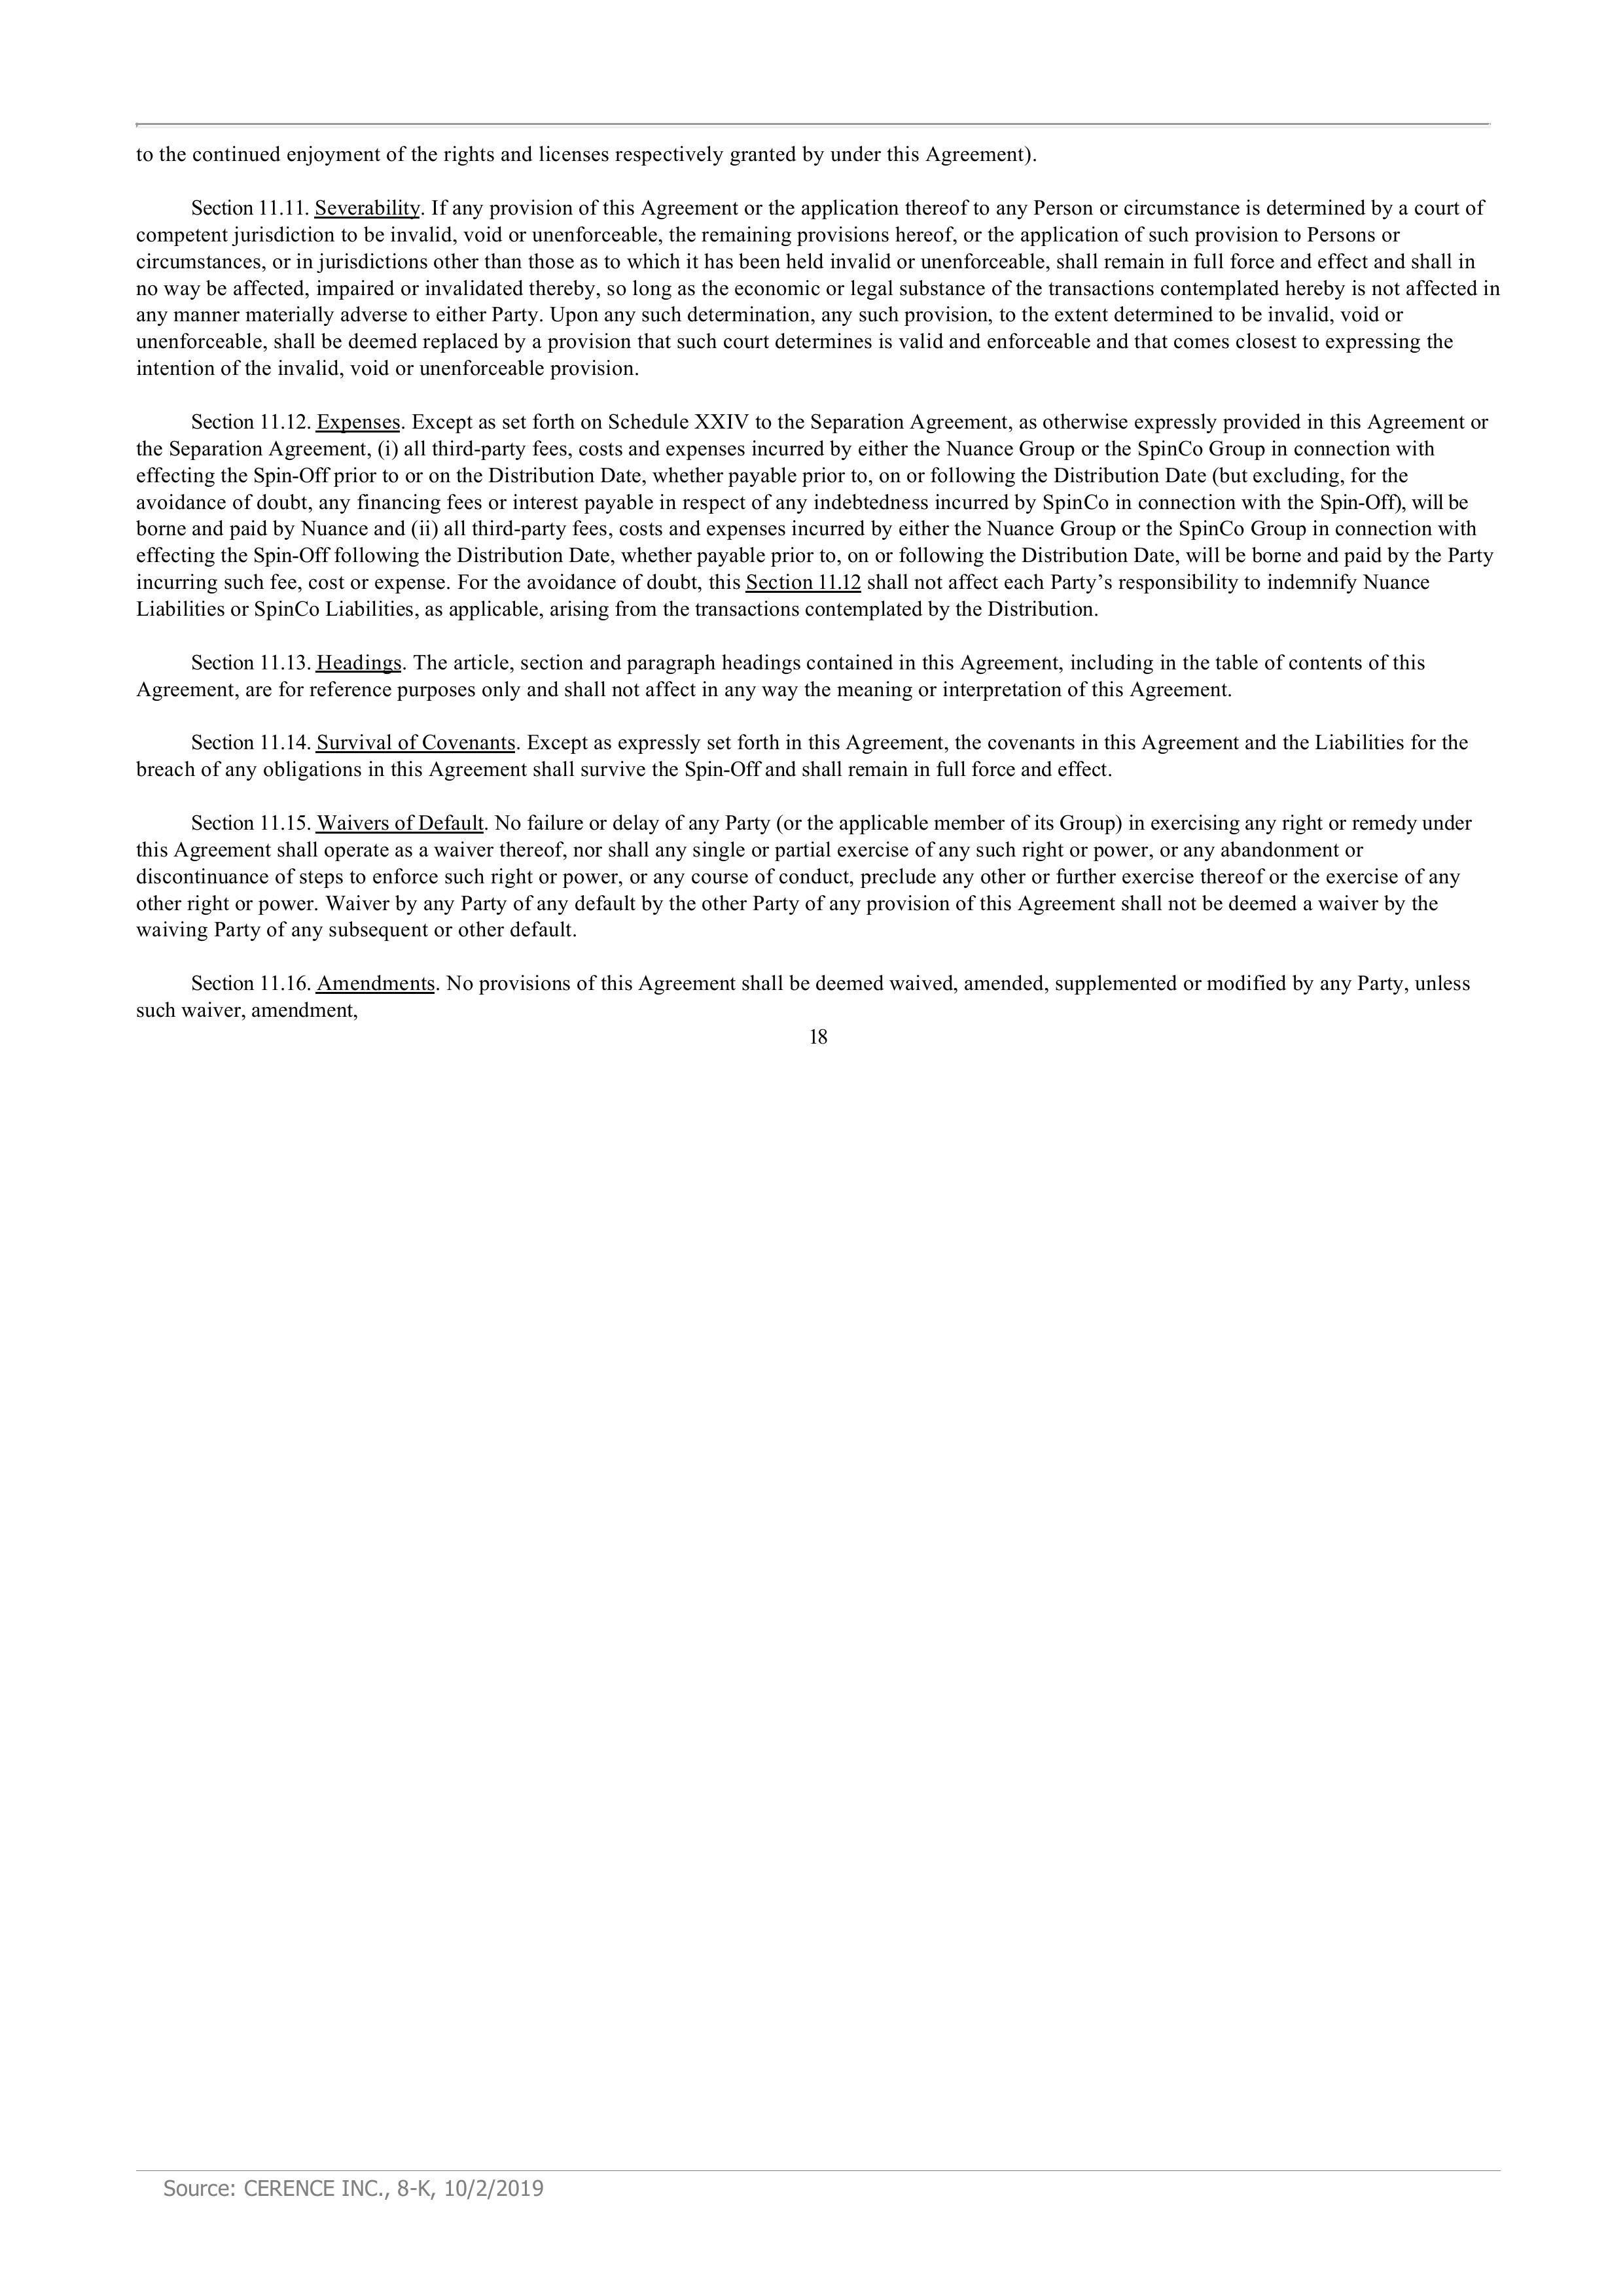 to the continued enjoyment of the rights and licenses respectively granted by under this Agreement).
Section 11.11. Severability. If any provision of this Agreement or the application thereof to any Person or circumstance is determined by a court of
competent jurisdiction to be invalid, void or unenforceable, the remaining provisions hereof, or the application of such provision to Persons or
circumstances, or in jurisdictions other than those as to which it has been held invalid or unenforceable, shall remain in full force and effect and shall in
no way be affected, impaired or invalidated thereby, so long as the economic or legal substance of the transactions contemplated hereby is not affected in
any manner materially adverse to either Party. Upon any such determination, any such provision, to the extent determined to be invalid, void or
unenforceable, shall be deemed replaced by a provision that such court determines is valid and enforceable and that comes closest to expressing the
intention of the invalid, void or unenforceable provision.
Section 11.12. Expenses. Except as set forth on Schedule XXIV to the Separation Agreement, as otherwise expressly provided in this Agreement or
the Separation Agreement, (i) all third-party fees, costs and expenses incurred by either the Nuance Group or the SpinCo Group in connection with
effecting the Spin-Off prior to or on the Distribution Date, whether payable prior to, on or following the Distribution Date (but excluding, for the
avoidance of doubt, any financing fees or interest payable in respect of any indebtedness incurred by SpinCo in connection with the Spin-Off), will be
borne and paid by Nuance and (ii) all third-party fees, costs and expenses incurred by either the Nuance Group or the SpinCo Group in connection with
effecting the Spin-Off following the Distribution Date, whether payable prior to, on or following the Distribution Date, will be borne and paid by the Party
incurring such fee, cost or expense. For the avoidance of doubt, this Section 11.12 shall not affect each Party’s responsibility to indemnify Nuance
Liabilities or SpinCo Liabilities, as applicable, arising from the transactions contemplated by the Distribution.
Section 11.13. Headings. The article, section and paragraph headings contained in this Agreement, including in the table of contents of this
Agreement, are for reference purposes only and shall not affect in any way the meaning or interpretation of this Agreement.
Section 11.14. Survival of Covenants. Except as expressly set forth in this Agreement, the covenants in this Agreement and the Liabilities for the
breach of any obligations in this Agreement shall survive the Spin-Off and shall remain in full force and effect.
Section 11.15. Waivers of Default. No failure or delay of any Party (or the applicable member of its Group) in exercising any right or remedy under
this Agreement shall operate as a waiver thereof, nor shall any single or partial exercise of any such right or power, or any abandonment or
discontinuance of steps to enforce such right or power, or any course of conduct, preclude any other or further exercise thereof or the exercise of any
other right or power. Waiver by any Party of any default by the other Party of any provision of this Agreement shall not be deemed a waiver by the
waiving Party of any subsequent or other default.
Section 11.16. Amendments. No provisions of this Agreement shall be deemed waived, amended, supplemented or modified by any Party, unless
such waiver, amendment,
18
Source: CERENCE INC., 8-K, 10/2/2019